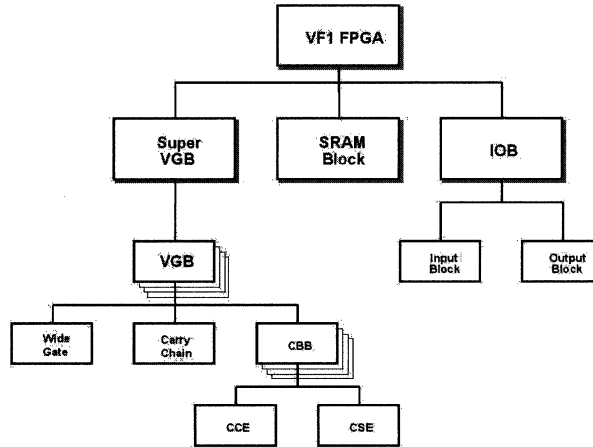 VF1 FPGA
Super
VGB
SRAM
Block
IOB
VGB
Input
Block
Output
Block
Wide
Gate
Carry
Chain
CBB
CCE
CSE